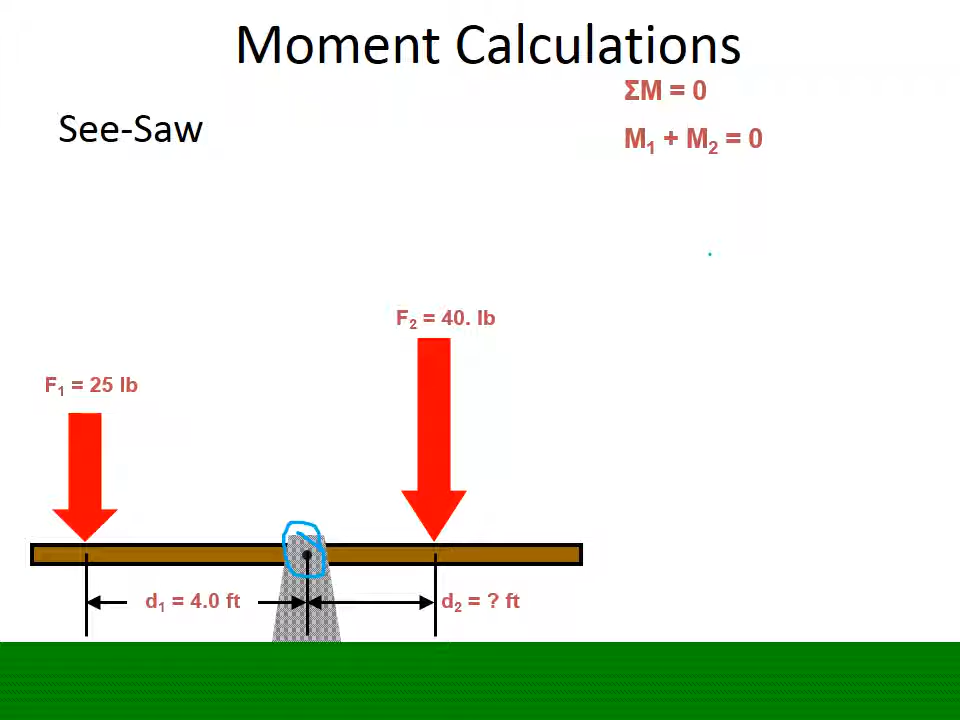 Moment Calculations
ΣM = 0
See-Saw
M₁ + M₂ = 0
F₂ = 40. lb
F₁ = 25 lb
d₁ = 4.0 ft
d₂ = ? ft